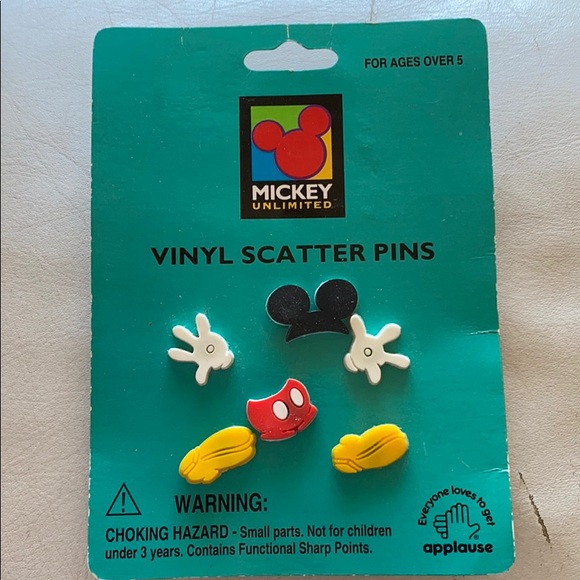 FOR AGES OVER 5
MICKEY
UNLIMITED
VINYL SCATTER PINS
WARNING:
CHOKING HAZARD - Small parts. Not for children
under 3 years. Contains Functional Sharp Points.
Everyone loves to get
applause®